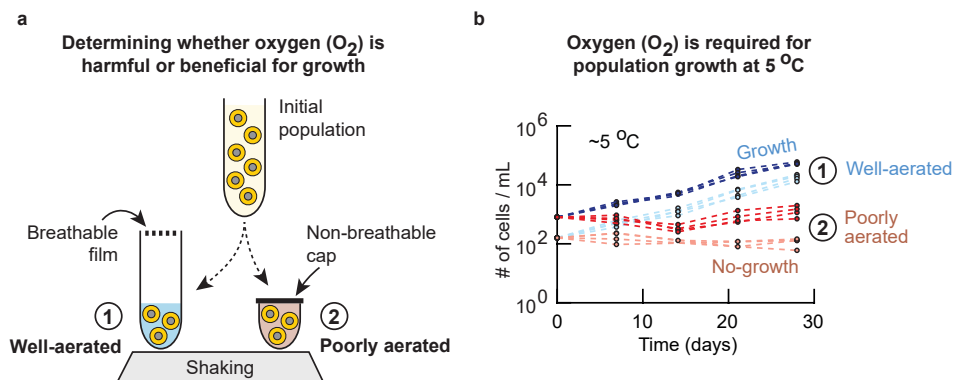 a
Determining whether oxygen (O2) is
harmful or beneficial for growth
Initial
population
Breathable
film
Non-breathable
cap
1
Well-aerated
2
Poorly aerated
Shaking
b
Oxygen (O2) is required for
population growth at 5 ºC
# of cells / mL
10^6
10^4
10^2
10^0
~5 ºC
Growth
No-growth
1
Well-aerated
2
Poorly
aerated
0
10
20
30
Time (days)